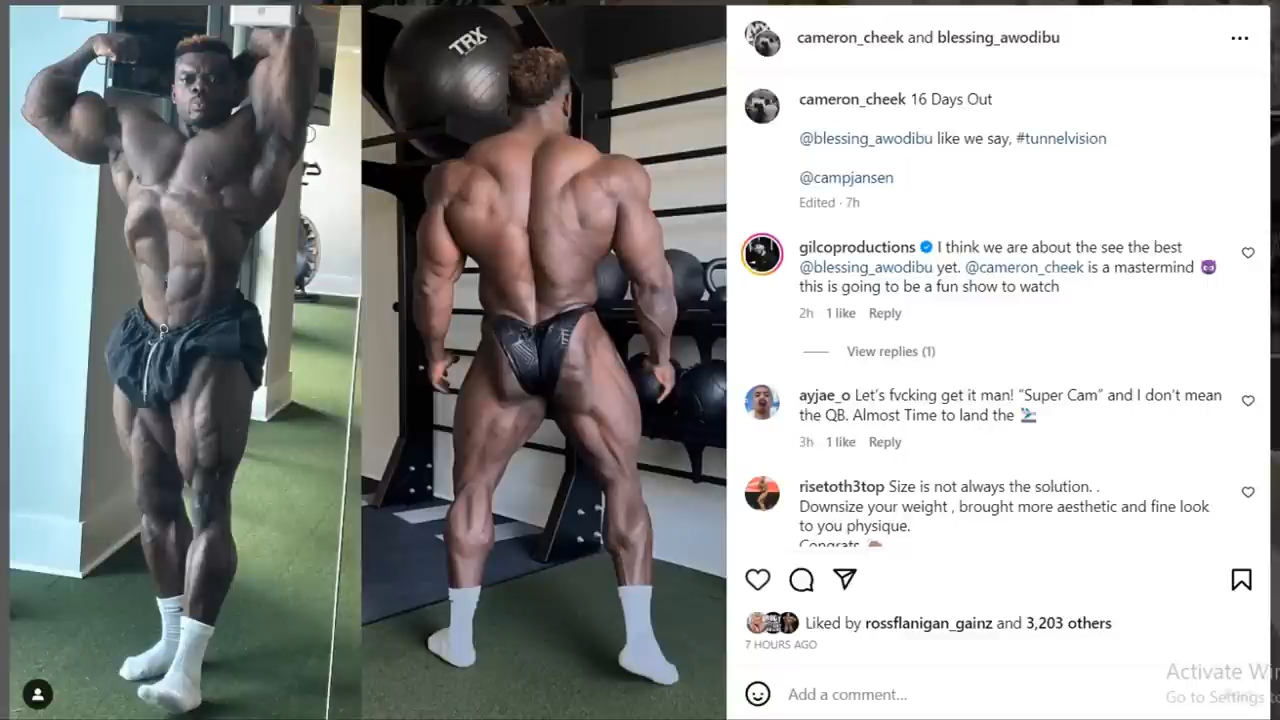 TRX
cameron_cheek and blessing_awodibu
cameron_cheek 16 Days Out
@blessing_awodibu like we say, #tunnelvision
@campjansen
Edited · 7h
gilcoproductions I think we are about the see the best
@blessing_awodibu yet. @cameron_cheek is a mastermind 😈
this is going to be a fun show to watch
2h 1 like Reply
View replies (1)
ayjae_o Let's fvcking get it man! "Super Cam" and I don't mean
the QB. Almost Time to land the 🛬
3h 1 like Reply
risetoth3top Size is not always the solution. .
Downsize your weight , brought more aesthetic and fine look
to you physique.
Congrats
Liked by rossflanigan_gainz and 3,203 others
7 HOURS AGO
Activate Win
Go to Settings to
Add a comment...